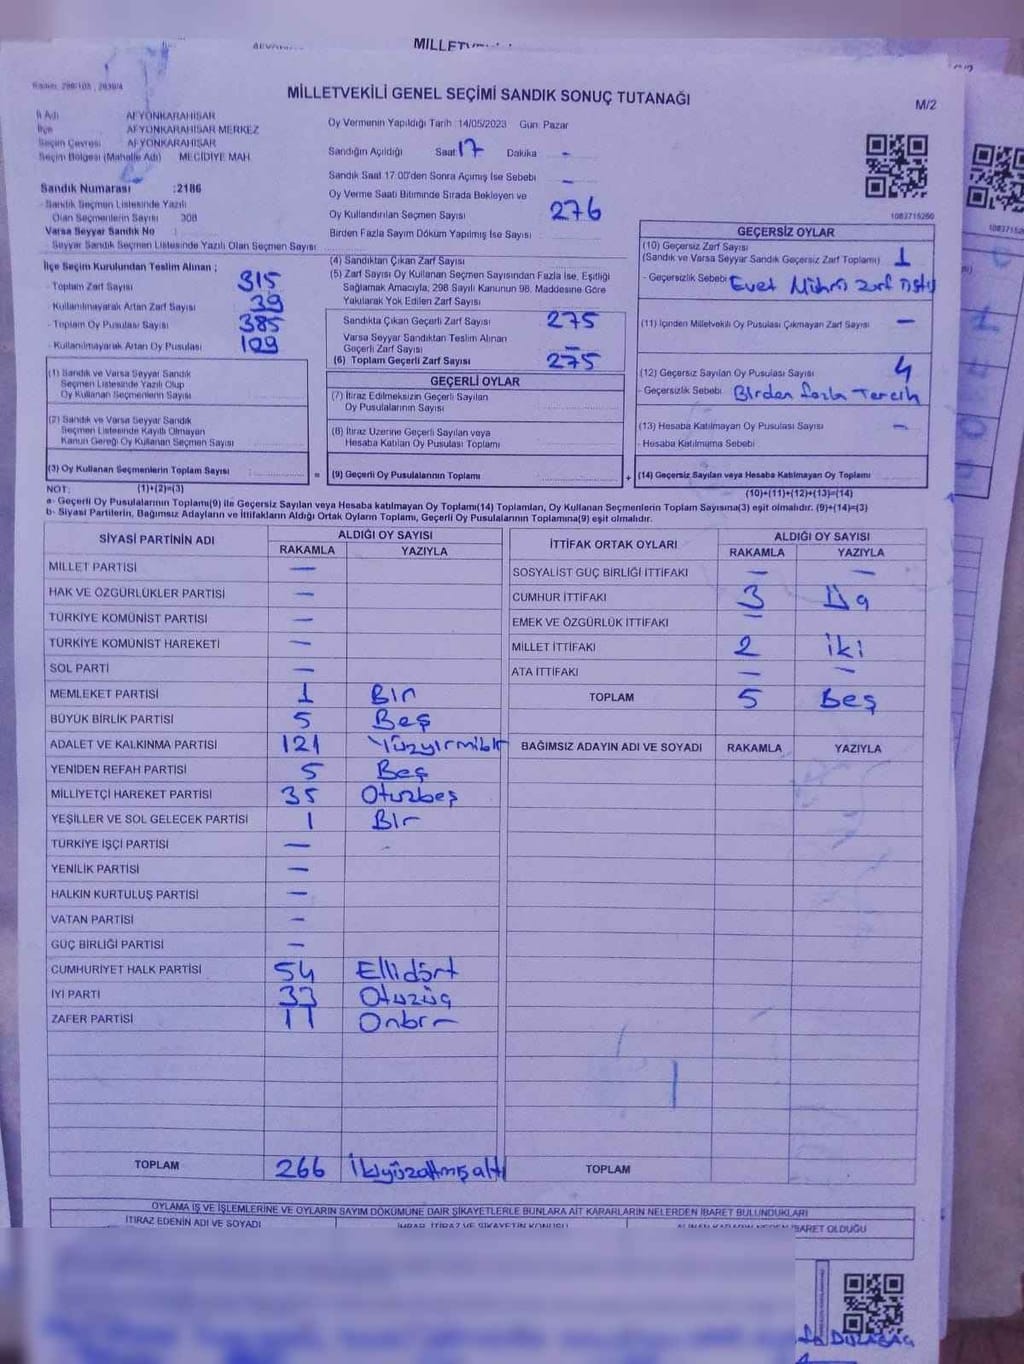 MİLLETVEKİLİ GENEL SEÇİMİ SANDIK SONUÇ TUTANAĞI
M/2
İl Adı AFYONKARAHİSAR
İlçe AFYONKARAHİSAR MERKEZ
Seçim Çevresi AFYONKARAHİSAR
Seçim Bölgesi (Mahalle Adı) MECİDİYE MAH.
Sandık Numarası :2186
Sandık Seçmen Listesinde Yazılı
Olan Seçmenlerin Sayısı 308
Varsa Seyyar Sandık No
Seyyar Sandık Seçmen Listesinde Yazılı Olan Seçmen Sayısı
Oy Vermenin Yapıldığı Tarih :14/05/2023 Gün: Pazar
Sandığın Açıldığı Saat 17 Dakika -
Sandık Saat 17.00'den Sonra Açımış İse Sebebi -
Oy Verme Saati Bitiminde Sırada Bekleyen ve
Oy Kullandırılan Seçmen Sayısı 276
Birden Fazla Sayım Döküm Yapılmış İse Sayısı
1083715260
İlçe Seçim Kurulundan Teslim Alınan ;
- Toplam Zarf Sayısı 315
- Kullanılmayarak Artan Zarf Sayısı 39
- Toplam Oy Pusulası Sayısı 385
- Kullanılmayarak Artan Oy Pusulası 109
(1) Sandık ve Varsa Seyyar Sandık
Seçmen Listesinde Yazılı Olup
Oy Kullanan Seçmenlerin Sayısı
(2) Sandık ve Varsa Seyyar Sandık
Seçmen Listesinde Kayıtlı Olmayan
Kanun Gereği Oy Kullanan Seçmen Sayısı
(3) Oy Kullanan Seçmenlerin Toplam Sayısı
(4) Sandıktan Çıkan Zarf Sayısı
(5) Zarf Sayısı Oy Kullanan Seçmen Sayısından Fazla İse, Eşitliği
Sağlamak Amacıyla; 298 Sayılı Kanunun 98. Maddesine Göre
Yakılarak Yok Edilen Zarf Sayısı
Sandıkta Çıkan Geçerli Zarf Sayısı 275
Varsa Seyyar Sandıktan Teslim Alınan
Geçerli Zarf Sayısı -
(6) Toplam Geçerli Zarf Sayısı 275
GEÇERLİ OYLAR
(7) İtiraz Edilmeksizin Geçerli Sayılan
Oy Pusulalarının Sayısı
(8) İtiraz Üzerine Geçerli Sayılan veya
Hesaba Katılan Oy Pusulası Toplamı
= (9) Geçerli Oy Pusulalarının Toplamı
GEÇERSİZ OYLAR
(10) Geçersiz Zarf Sayısı
(Sandık ve Varsa Seyyar Sandık Geçersiz Zarf Toplamı) 1
- Geçersizlik Sebebi Evet Mührü zarf üstü
(11) İçinden Milletvekili Oy Pusulası Çıkmayan Zarf Sayısı -
(12) Geçersiz Sayılan Oy Pusulası Sayısı 4
- Geçersizlik Sebebi Birden fazla Tercih
(13) Hesaba Katılmayan Oy Pusulası Sayısı -
- Hesaba Katılmama Sebebi
+ (14) Geçersiz Sayılan veya Hesaba Katılmayan Oy Toplamı
NOT: (1)+(2)=(3)
(10)+(11)+(12)+(13)=(14)
a- Geçerli Oy Pusulalarının Toplamı(9) ile Geçersiz Sayılan veya Hesaba katılmayan Oy Toplamı(14) Toplamları, Oy Kullanan Seçmenlerin Toplam Sayısına(3) eşit olmalıdır. (9)+(14)=(3)
b- Siyasi Partilerin, Bağımsız Adayların ve İttifakların Aldığı Ortak Oyların Toplamı, Geçerli Oy Pusulalarının Toplamına(9) eşit olmalıdır.
SİYASİ PARTİNİN ADI ALDIĞI OY SAYISI
RAKAMLA YAZIYLA
MİLLET PARTİSİ -
HAK VE ÖZGÜRLÜKLER PARTİSİ -
TÜRKİYE KOMÜNİST PARTİSİ -
TÜRKİYE KOMÜNİST HAREKETİ -
SOL PARTİ -
MEMLEKET PARTİSİ 1 Bir
BÜYÜK BİRLİK PARTİSİ 5 Beş
ADALET VE KALKINMA PARTİSİ 121 Yüzyirmibir
YENİDEN REFAH PARTİSİ 5 Beş
MİLLİYETÇİ HAREKET PARTİSİ 35 Otuzbeş
YEŞİLLER VE SOL GELECEK PARTİSİ 1 Bir
TÜRKİYE İŞÇİ PARTİSİ -
YENİLİK PARTİSİ -
HALKIN KURTULUŞ PARTİSİ -
VATAN PARTİSİ -
GÜÇ BİRLİĞİ PARTİSİ -
CUMHURİYET HALK PARTİSİ 54 Ellidört
İYİ PARTİ 33 Otuzüç
ZAFER PARTİSİ 11 Onbir
TOPLAM 266 İkiyüzaltmışaltı
İTTİFAK ORTAK OYLARI ALDIĞI OY SAYISI
RAKAMLA YAZIYLA
SOSYALİST GÜÇ BİRLİĞİ İTTİFAKI - -
CUMHUR İTTİFAKI 3 Üç
EMEK VE ÖZGÜRLÜK İTTİFAKI -
MİLLET İTTİFAKI 2 iki
ATA İTTİFAKI - -
TOPLAM 5 Beş
BAĞIMSIZ ADAYIN ADI VE SOYADI RAKAMLA YAZIYLA
TOPLAM
OYLAMA İŞ VE İŞLEMLERİNE VE OYLARIN SAYIM DÖKÜMÜNE DAİR ŞİKAYETLERLE BUNLARA AİT KARARLARIN NELERDEN İBARET BULUNDUKLARI
İTİRAZ EDENİN ADI VE SOYADI
İBARET OLDUĞU